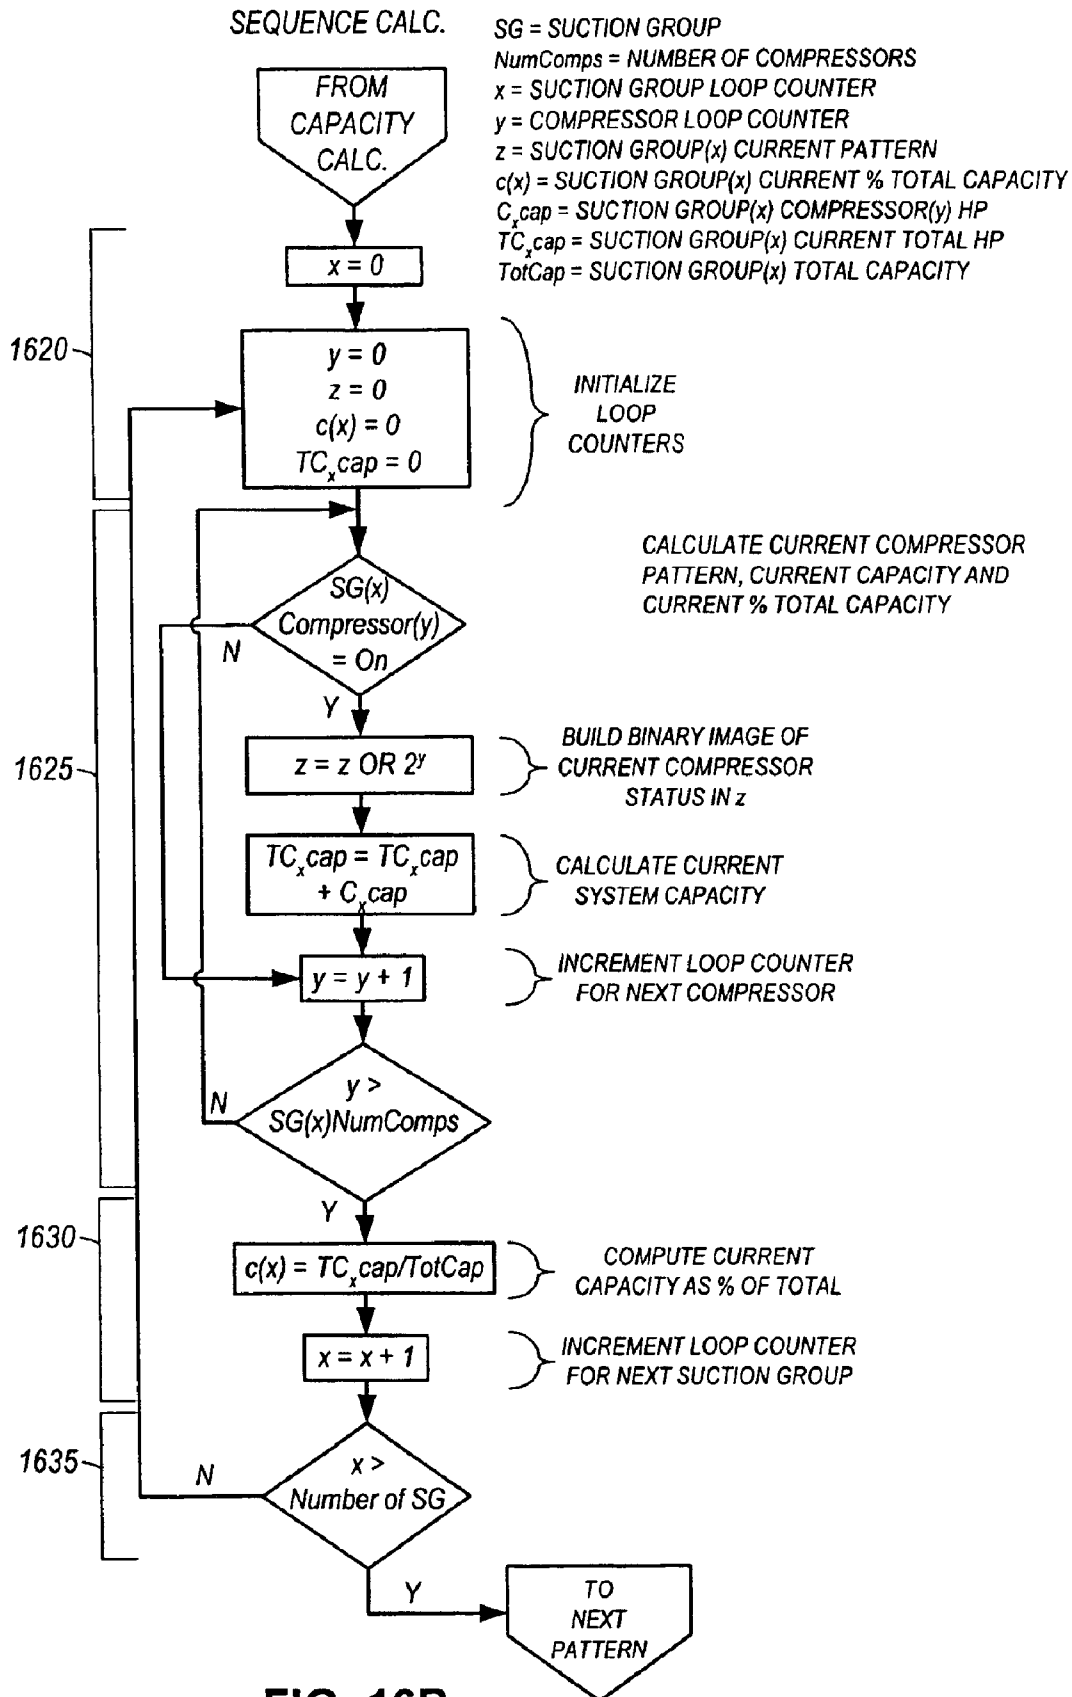 SEQUENCE CALC.
SG = SUCTION GROUP
NumComps = NUMBER OF COMPRESSORS
x = SUCTION GROUP LOOP COUNTER
y = COMPRESSOR LOOP COUNTER
z = SUCTION GROUP(x) CURRENT PATTERN
c(x) = SUCTION GROUP(x) CURRENT % TOTAL CAPACITY
CxCap = SUCTION GROUP(x) COMPRESSOR(y) HP
TCxcap = SUCTION GROUP(x) CURRENT TOTAL HP
TotCap = SUCTION GROUP(x) TOTAL CAPACITY
FROM
CAPACITY
CALC.
x = 0
1620
y = 0
z = 0
c(x) = 0
TCxcap = 0
INITIALIZE
LOOP
COUNTERS
CALCULATE CURRENT COMPRESSOR
PATTERN, CURRENT CAPACITY AND
CURRENT % TOTAL CAPACITY
SG(x)
Compressor(y)
= On
N
Y
1625
z = z OR 2^y
BUILD BINARY IMAGE OF
CURRENT COMPRESSOR
STATUS IN z
TCxcap = TCxcap
+ Cxcap
CALCULATE CURRENT
SYSTEM CAPACITY
y = y + 1
INCREMENT LOOP COUNTER
FOR NEXT COMPRESSOR
y >
SG(x)NumComps
N
Y
1630
c(x) = TCxcap/TotCap
COMPUTE CURRENT
CAPACITY AS % OF TOTAL
x = x + 1
INCREMENT LOOP COUNTER
FOR NEXT SUCTION GROUP
1635
x >
Number of SG
N
Y
TO
NEXT
PATTERN